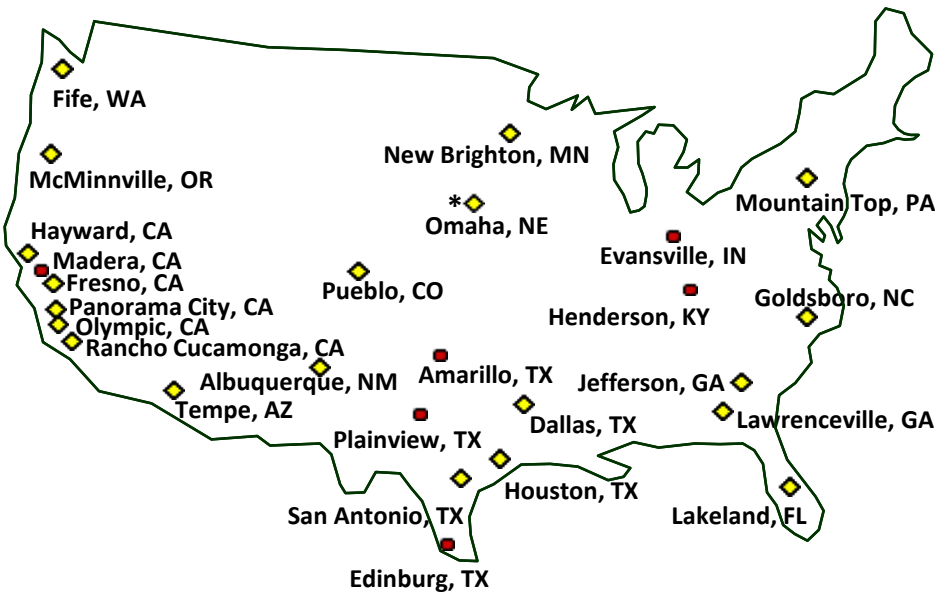 Fife, WA
New Brighton, MN
McMinnville, OR
Mountain Top, PA
*
Omaha, NE
Hayward, CA
Evansville, IN
Madera, CA
Fresno, CA
Pueblo, CO
Goldsboro, NC
Panorama City, CA
Henderson, KY
Olympic, CA
Rancho Cucamonga, CA
Amarillo, TX
Albuquerque, NM
Jefferson, GA
Tempe, AZ
Lawrenceville, GA
Dallas, TX
Plainview, TX
Houston, TX
San Antonio, TX
Lakeland, FL
Edinburg, TX